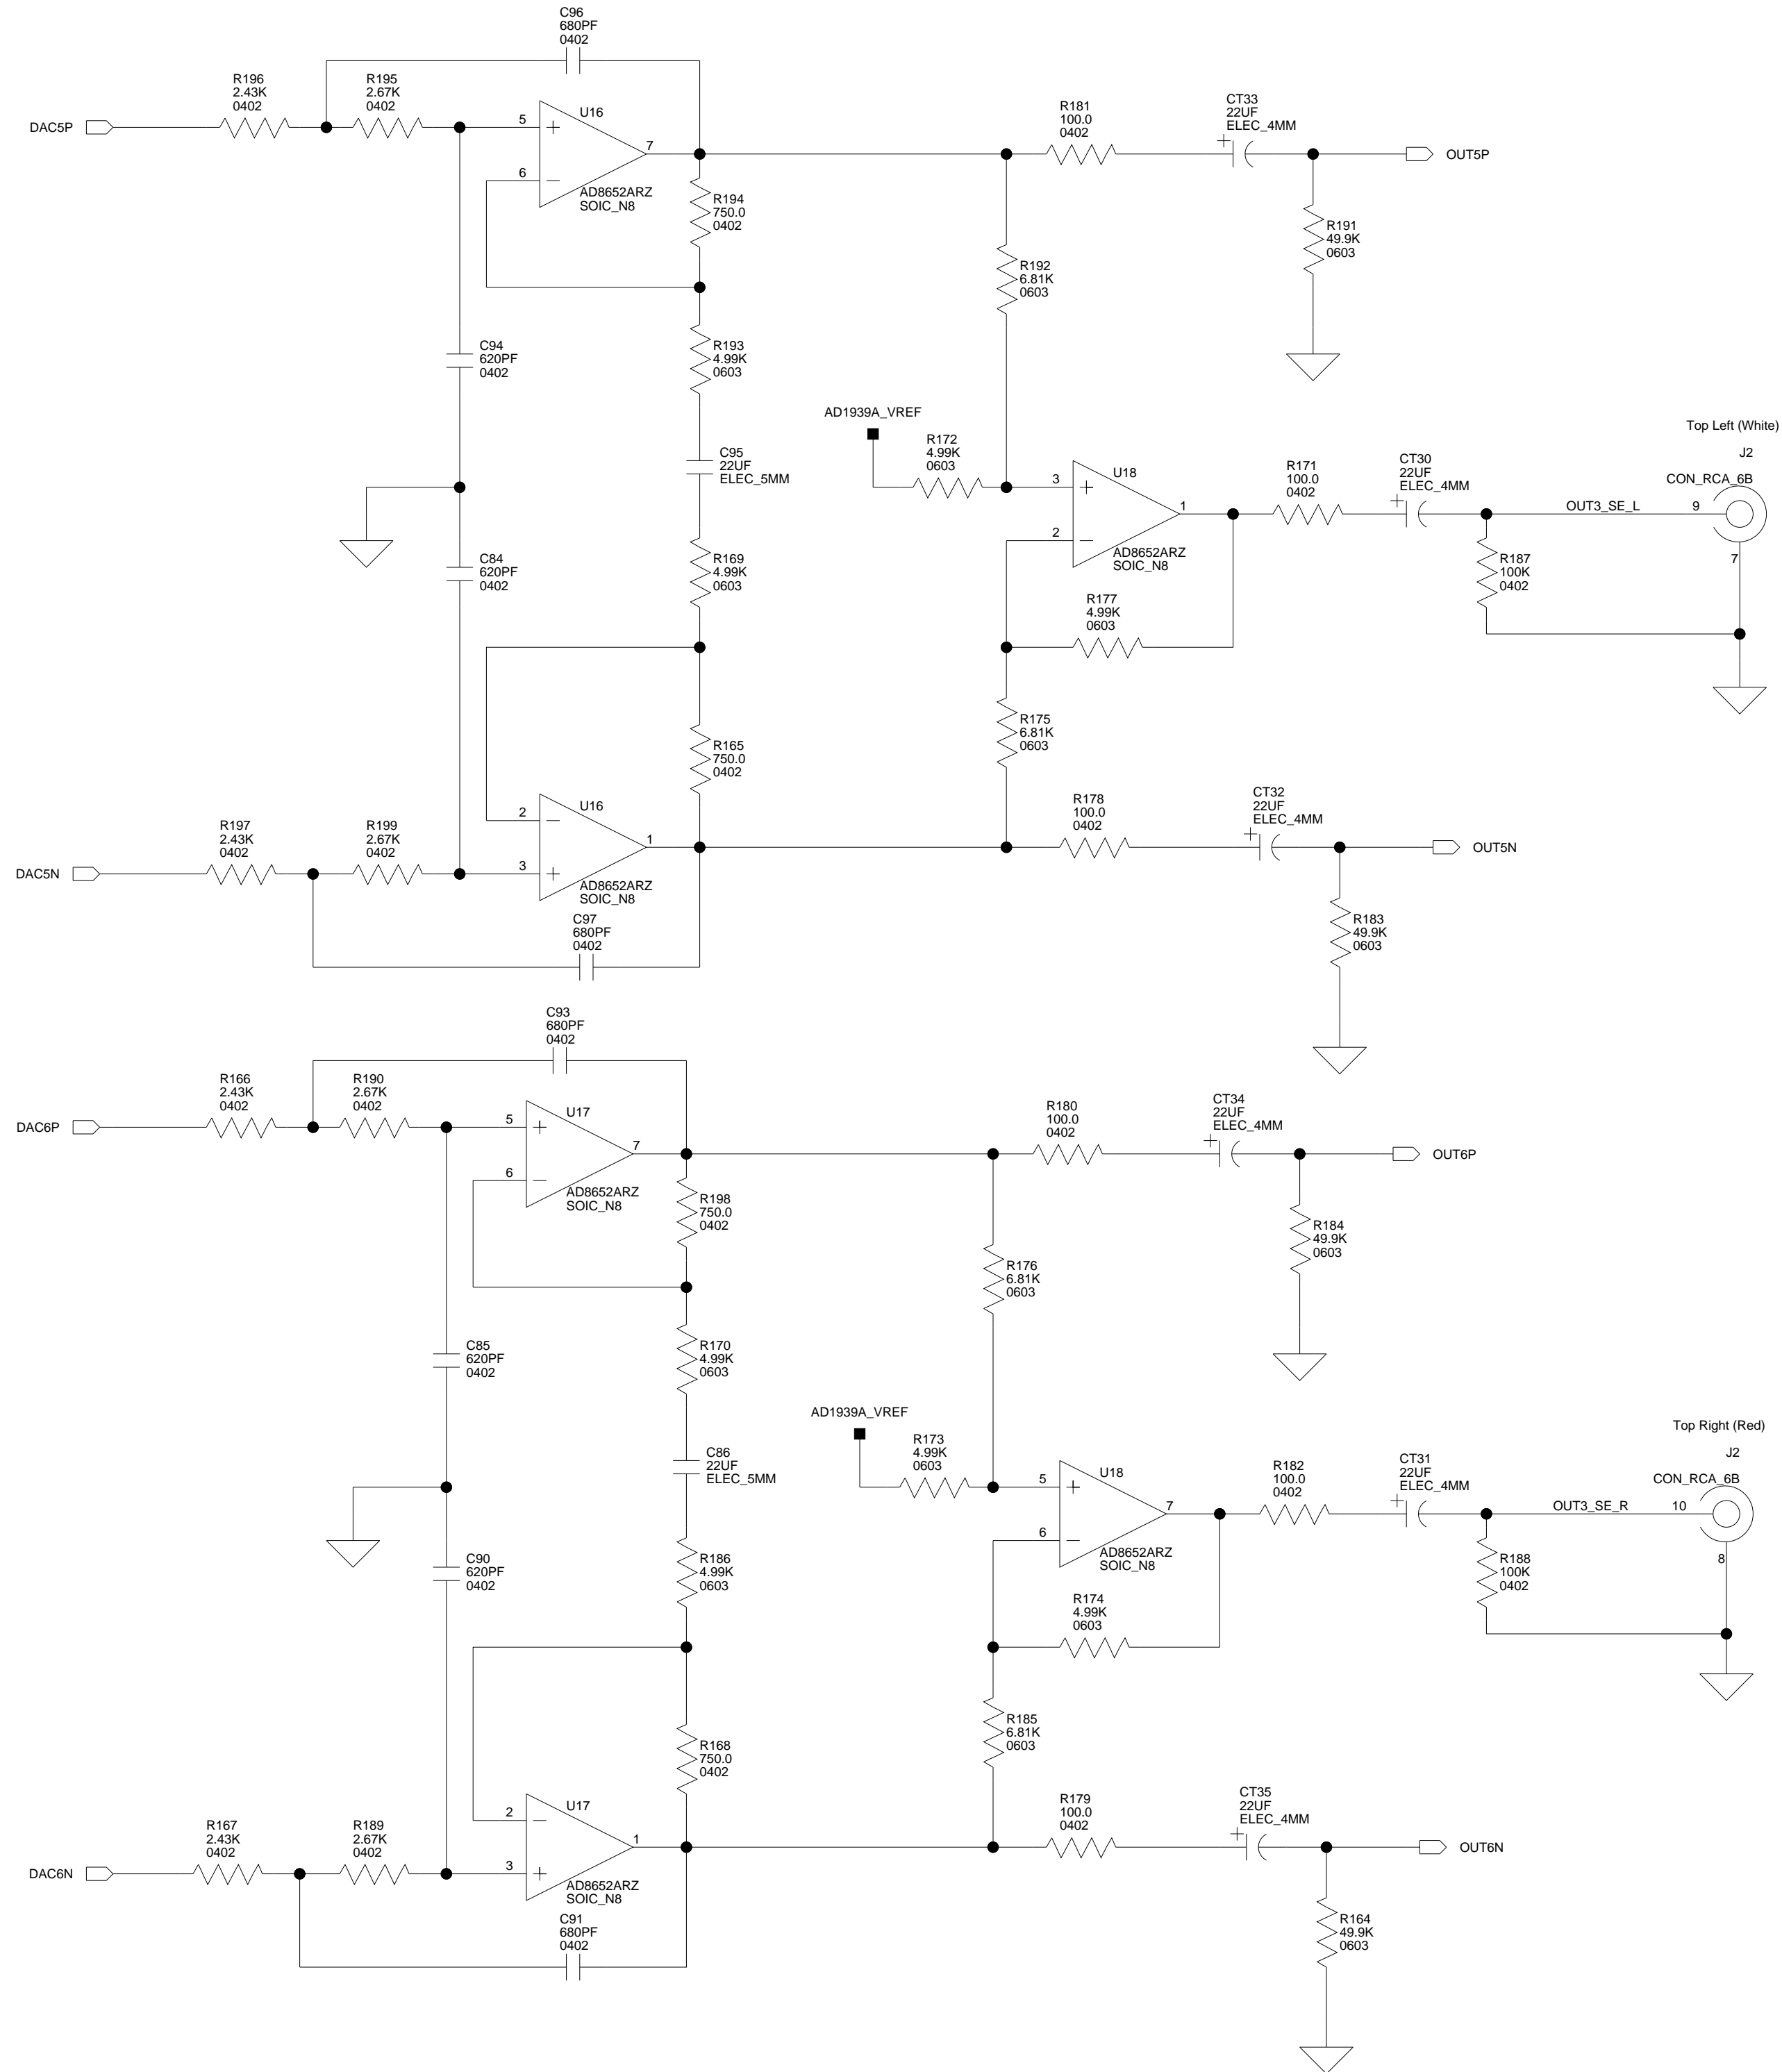 C96
680PF
0402
R196
2.43K
0402
R195
2.67K
0402
DAC5P
5
6
7
U16
AD8652ARZ
SOIC_N8
R181
100.0
0402
CT33
22UF
ELEC_4MM
OUT5P
R194
750.0
0402
R191
49.9K
0603
R192
6.81K
0603
C94
620PF
0402
R193
4.99K
0603
AD1939A_VREF
R172
4.99K
0603
C95
22UF
ELEC_5MM
3
2
1
U18
AD8652ARZ
SOIC_N8
R171
100.0
0402
CT30
22UF
ELEC_4MM
Top Left (White)
J2
CON_RCA_6B
OUT3_SE_L
9
7
C84
620PF
0402
R169
4.99K
0603
R187
100K
0402
R177
4.99K
0603
R175
6.81K
0603
R165
750.0
0402
R197
2.43K
0402
R199
2.67K
0402
DAC5N
2
3
1
U16
AD8652ARZ
SOIC_N8
R178
100.0
0402
CT32
22UF
ELEC_4MM
OUT5N
C97
680PF
0402
R183
49.9K
0603
C93
680PF
0402
R166
2.43K
0402
R190
2.67K
0402
DAC6P
5
6
7
U17
AD8652ARZ
SOIC_N8
R180
100.0
0402
CT34
22UF
ELEC_4MM
OUT6P
R198
750.0
0402
R184
49.9K
0603
R176
6.81K
0603
C85
620PF
0402
R170
4.99K
0603
AD1939A_VREF
R173
4.99K
0603
C86
22UF
ELEC_5MM
5
6
7
U18
AD8652ARZ
SOIC_N8
R182
100.0
0402
CT31
22UF
ELEC_4MM
Top Right (Red)
J2
CON_RCA_6B
OUT3_SE_R
10
8
C90
620PF
0402
R186
4.99K
0603
R188
100K
0402
R174
4.99K
0603
R185
6.81K
0603
R168
750.0
0402
R167
2.43K
0402
R189
2.67K
0402
DAC6N
2
3
1
U17
AD8652ARZ
SOIC_N8
R179
100.0
0402
CT35
22UF
ELEC_4MM
OUT6N
C91
680PF
0402
R164
49.9K
0603